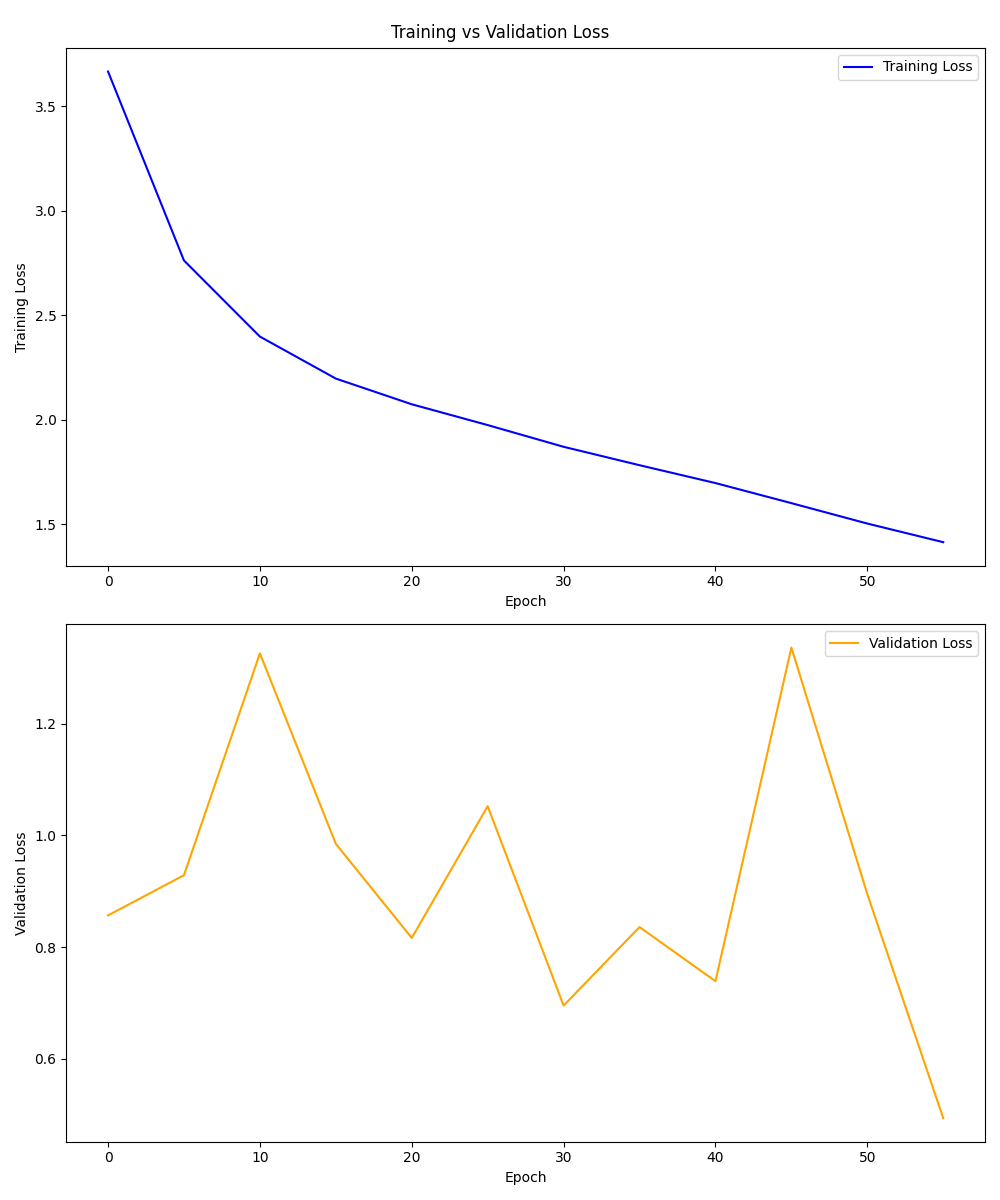 Training vs Validation Loss
Training Loss
3.5
3.0
2.5
2.0
1.5
Training Loss
0 10 20 30 40 50
Epoch
Validation Loss
1.2
1.0
0.8
0.6
Validation Loss
0 10 20 30 40 50
Epoch